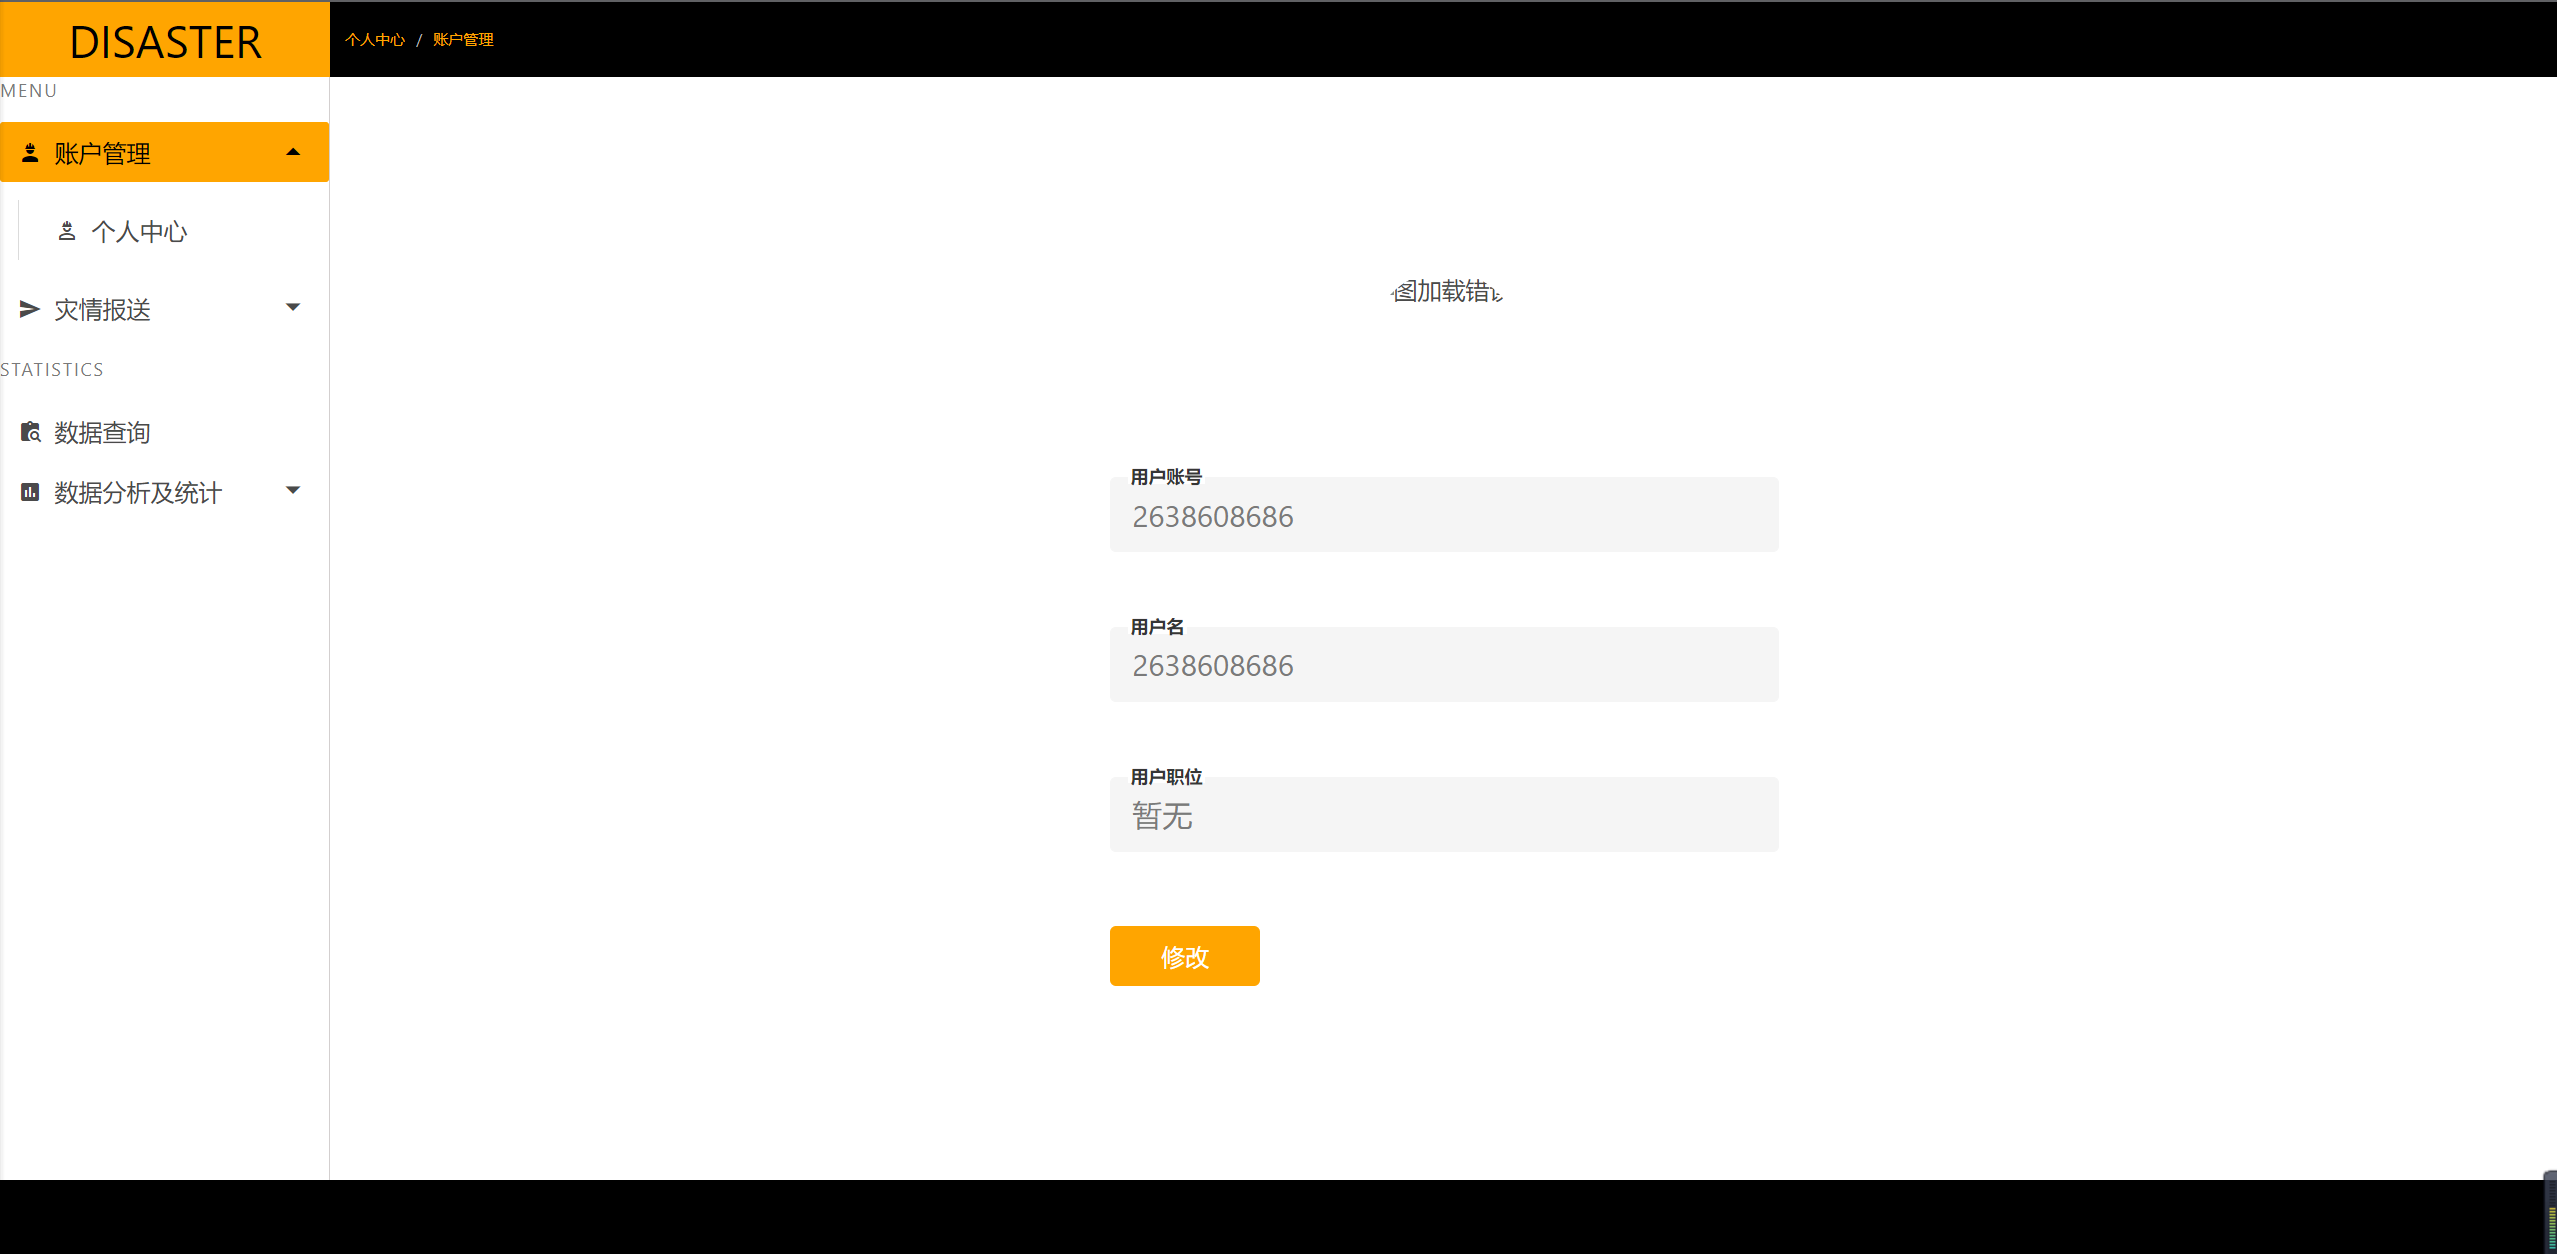 DISASTER
个人中心 / 账户管理
MENU
账户管理
个人中心
灾情报送
STATISTICS
数据查询
数据分析及统计
图加载错
用户账号
2638608686
用户名
2638608686
用户职位
暂无
修改